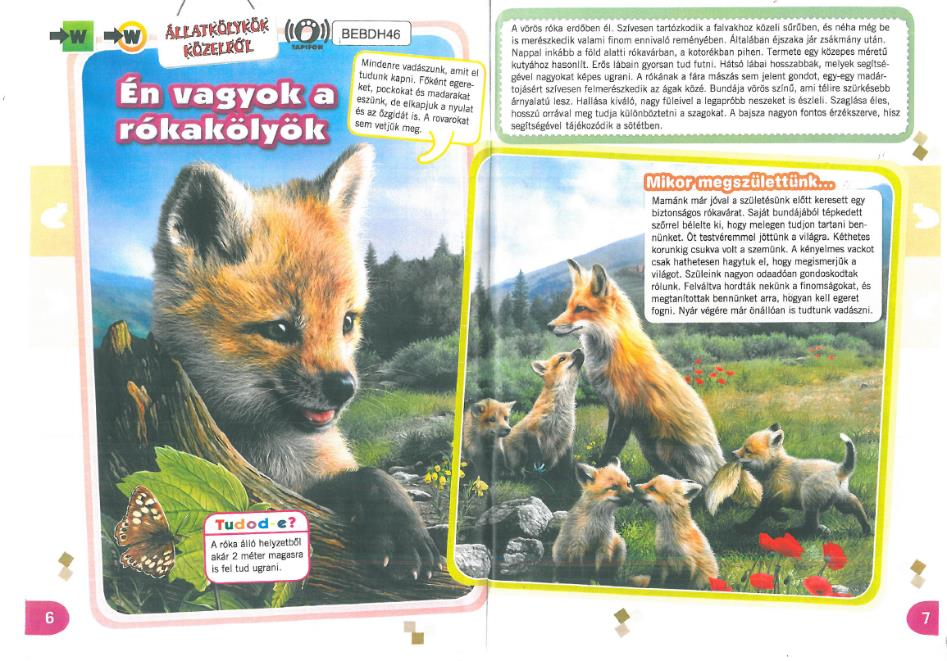 W
W
ÁLLATKÖLYKÖK
KÖZELRŐL
TAPIFON
BEBDH46
Én vagyok a
rókakölyök
Mindenre vadászunk, amit el
tudunk kapni. Főként egere-
ket, pockokat és madarakat
eszünk, de elkapjuk a nyulat
és az őzgidát is. A rovarokat
sem vetjük meg.
Tudod-e?
A róka álló helyzetből
akár 2 méter magasra
is fel tud ugrani.
6
A vörös róka erdőben él. Szívesen tartózkodik a falvakhoz közeli sűrűben, és néha még be
is merészkedik valami finom ennivaló reményében. Általában éjszaka jár zsákmány után.
Nappal inkább a föld alatti rókavárban, a kotorékban pihen. Termete egy közepes méretű
kutyához hasonlít. Erős lábain gyorsan tud futni. Hátsó lábai hosszabbak, melyek segítsé-
gével nagyokat képes ugrani. A rókának a fára mászás sem jelent gondot, egy-egy madár-
tojásért szívesen felmerészkedik az ágak közé. Bundája vörös színű, ami télire szürkésebb
árnyalatú lesz. Hallása kiváló, nagy füleivel a legapróbb neszeket is észleli. Szaglása éles,
hosszú orrával meg tudja különböztetni a szagokat. A bajsza nagyon fontos érzékszerve, hisz
segítségével tájékozódik a sötétben.
Mikor megszülettünk...
Mamánk már jóval a születésünk előtt keresett egy
biztonságos rókavárat. Saját bundájából tépkedett
szőrrel bélelte ki, hogy melegen tudjon tartani ben-
nünket. Öt testvéremmel jöttünk a világra. Kéthetes
korunkig csukva volt a szemünk. A kényelmes vackot
csak hathetesen hagytuk el, hogy megismerjük a
világot. Szüleink nagyon odaadóan gondoskodtak
rólunk. Felváltva hordták nekünk a finomságokat, és
megtanítottak bennünket arra, hogyan kell egeret
fogni. Nyár végére már önállóan is tudtunk vadászni.
7